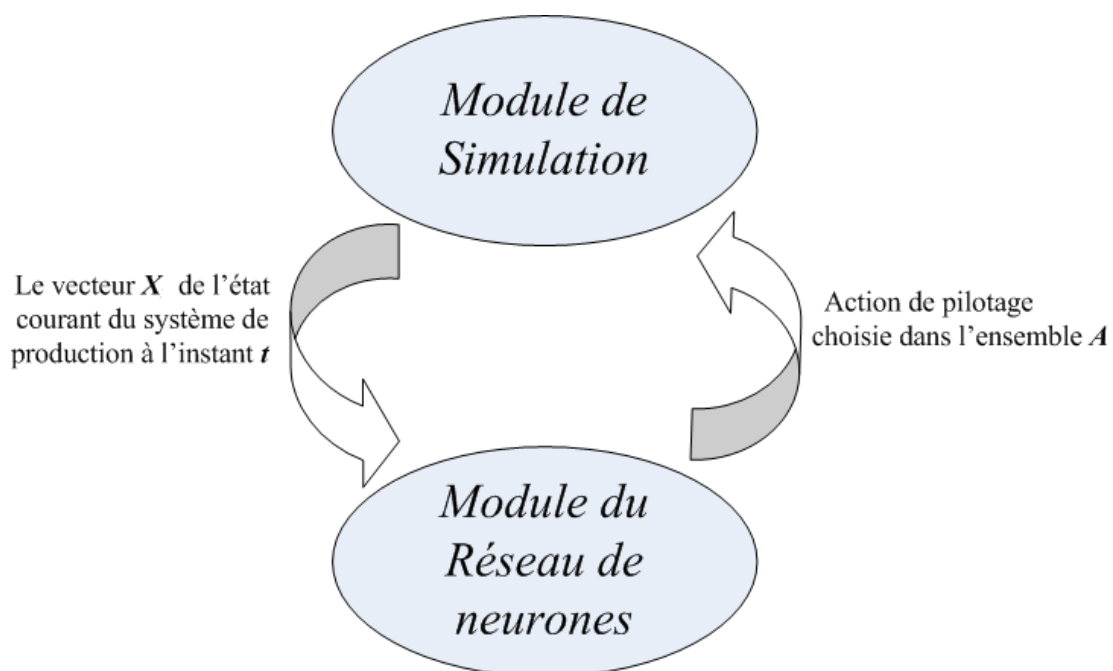 Module de
Simulation
Le vecteur X de l'état
courant du système de
production à l'instant t
Action de pilotage
choisie dans l'ensemble A
Module du
Réseau de
neurones